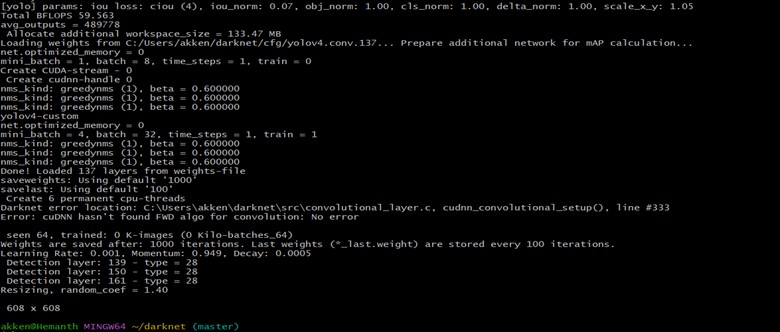 [yolo] params: iou loss: ciou (4), iou_norm: 0.07, obj_norm: 1.00, cls_norm: 1.00, delta_norm: 1.00, scale_x_y: 1.05
Total BFLOPS 59.563
avg_outputs = 489778
Allocate additional workspace_size = 133.47 MB
Loading weights from C:/Users/akken/darknet/cfg/yolov4.conv.137... Prepare additional network for mAP calculation...
net.optimized_memory = 0
mini_batch = 1, batch = 8, time_steps = 1, train = 0
Create CUDA-stream - 0
Create cudnn-handle 0
nms_kind: greedynms (1), beta = 0.600000
nms_kind: greedynms (1), beta = 0.600000
nms_kind: greedynms (1), beta = 0.600000
yolov4-custom
net.optimized_memory = 0
mini_batch = 4, batch = 32, time_steps = 1, train = 1
nms_kind: greedynms (1), beta = 0.600000
nms_kind: greedynms (1), beta = 0.600000
nms_kind: greedynms (1), beta = 0.600000
Done! Loaded 137 layers from weights-file
saveweights: Using default '1000'
savelast: Using default '100'
Create 6 permanent cpu-threads
Darknet error location: C:\Users\akken\darknet\src\convolutional_layer.c, cudnn_convolutional_setup(), line #333
Error: cuDNN hasn't found FWD algo for convolution: No error
seen 64, trained: 0 K-images (0 Kilo-batches_64)
Weights are saved after: 1000 iterations. Last weights (*_last.weight) are stored every 100 iterations.
Learning Rate: 0.001, Momentum: 0.949, Decay: 0.0005
Detection layer: 139 - type = 28
Detection layer: 150 - type = 28
Detection layer: 161 - type = 28
Resizing, random_coef = 1.40
608 x 608
akken@Hemanth MINGW64 ~/darknet (master)